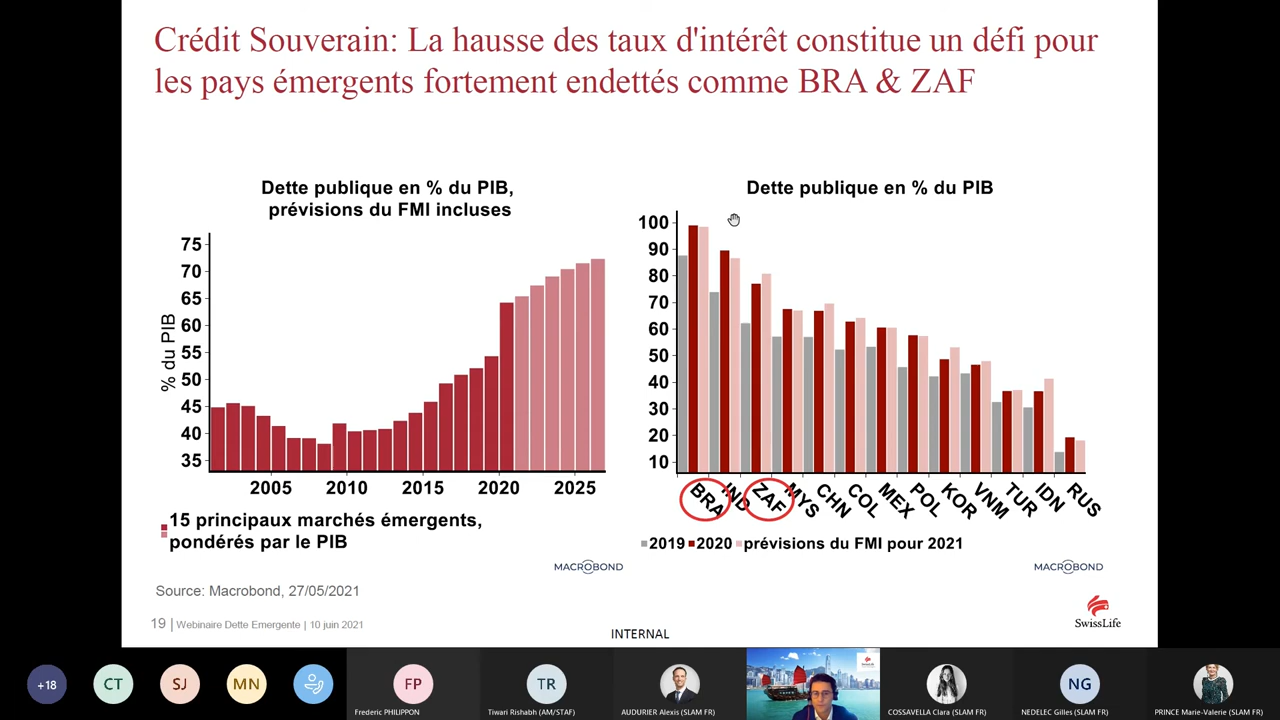 Crédit Souverain: La hausse des taux d'intérêt constitue un défi pour
les pays émergents fortement endettés comme BRA & ZAF
Dette publique en % du PIB,
prévisions du FMI incluses
% du PIB
75
70
65
60
55
50
45
40
35
2005
2010
2015
2020
2025
15 principaux marchés émergents,
pondérés par le PIB
MACROBOND
Dette publique en % du PIB
100
90
80
70
60
50
40
30
20
10
BRA
IND
ZAF
MYS
CHN
COL
MEX
POL
KOR
VNM
TUR
IDN
RUS
2019 2020 prévisions du FMI pour 2021
MACROBOND
Source: Macrobond, 27/05/2021
19 | Webinaire Dette Emergente | 10 juin 2021
SwissLife
INTERNAL
+18
CT
SJ
MN
FP
Frederic PHILIPPON
TR
Tiwari Rishabh (AM/STAF)
AUDURIER Alexis (SLAM FR)
SwissLife
COSSAVELLA Clara (SLAM FR)
NG
NEDELEC Gilles (SLAM FR)
PRINCE Marie-Valerie (SLAM FR)